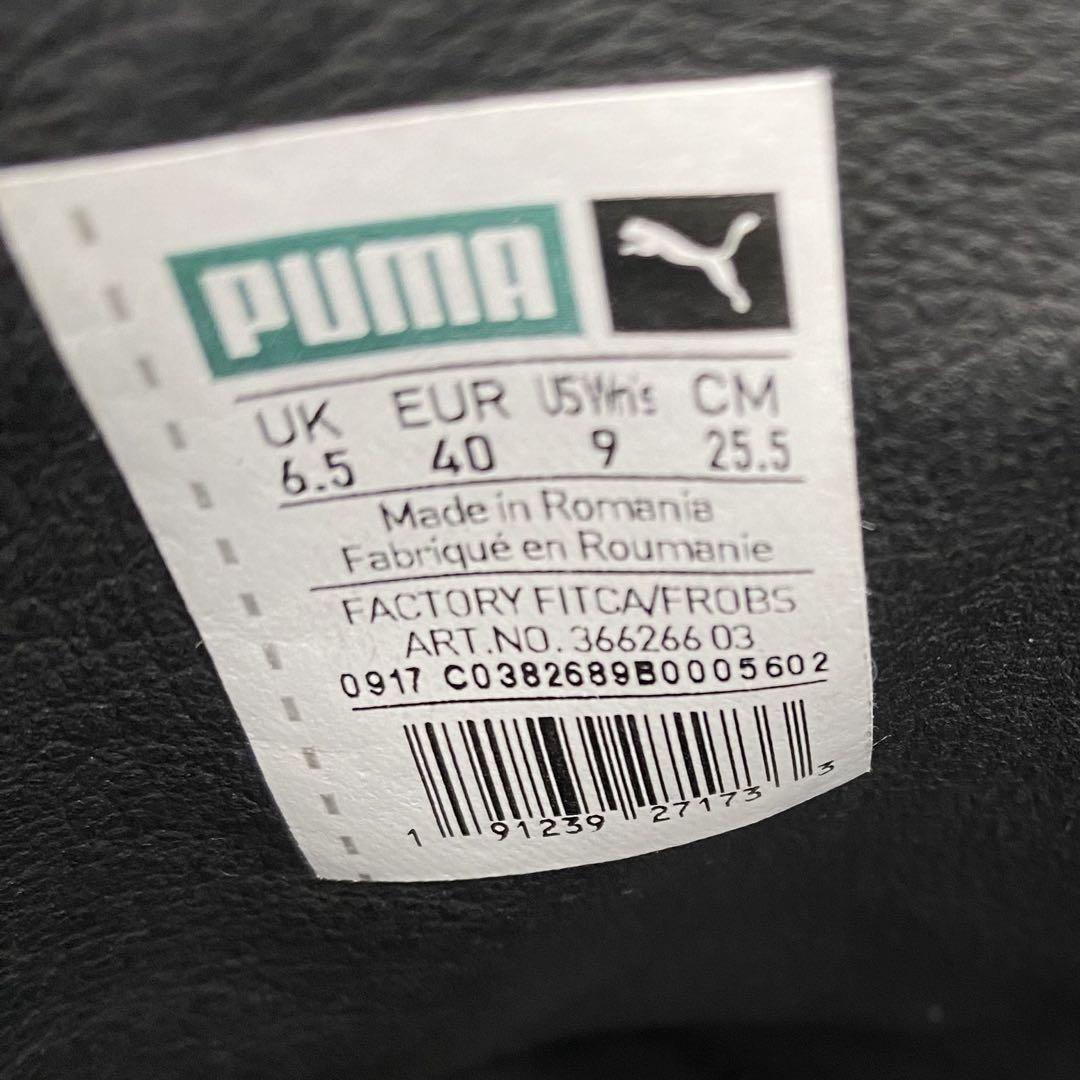 PUMA
UK EUR US Wn's CM
6.5 40 9 25.5
Made in Romania
Fabriqué en Roumanie
FACTORY FITCA/FROBS
ART.NO. 366266 03
0917 C0382689B0005602
1 91239 27173 3